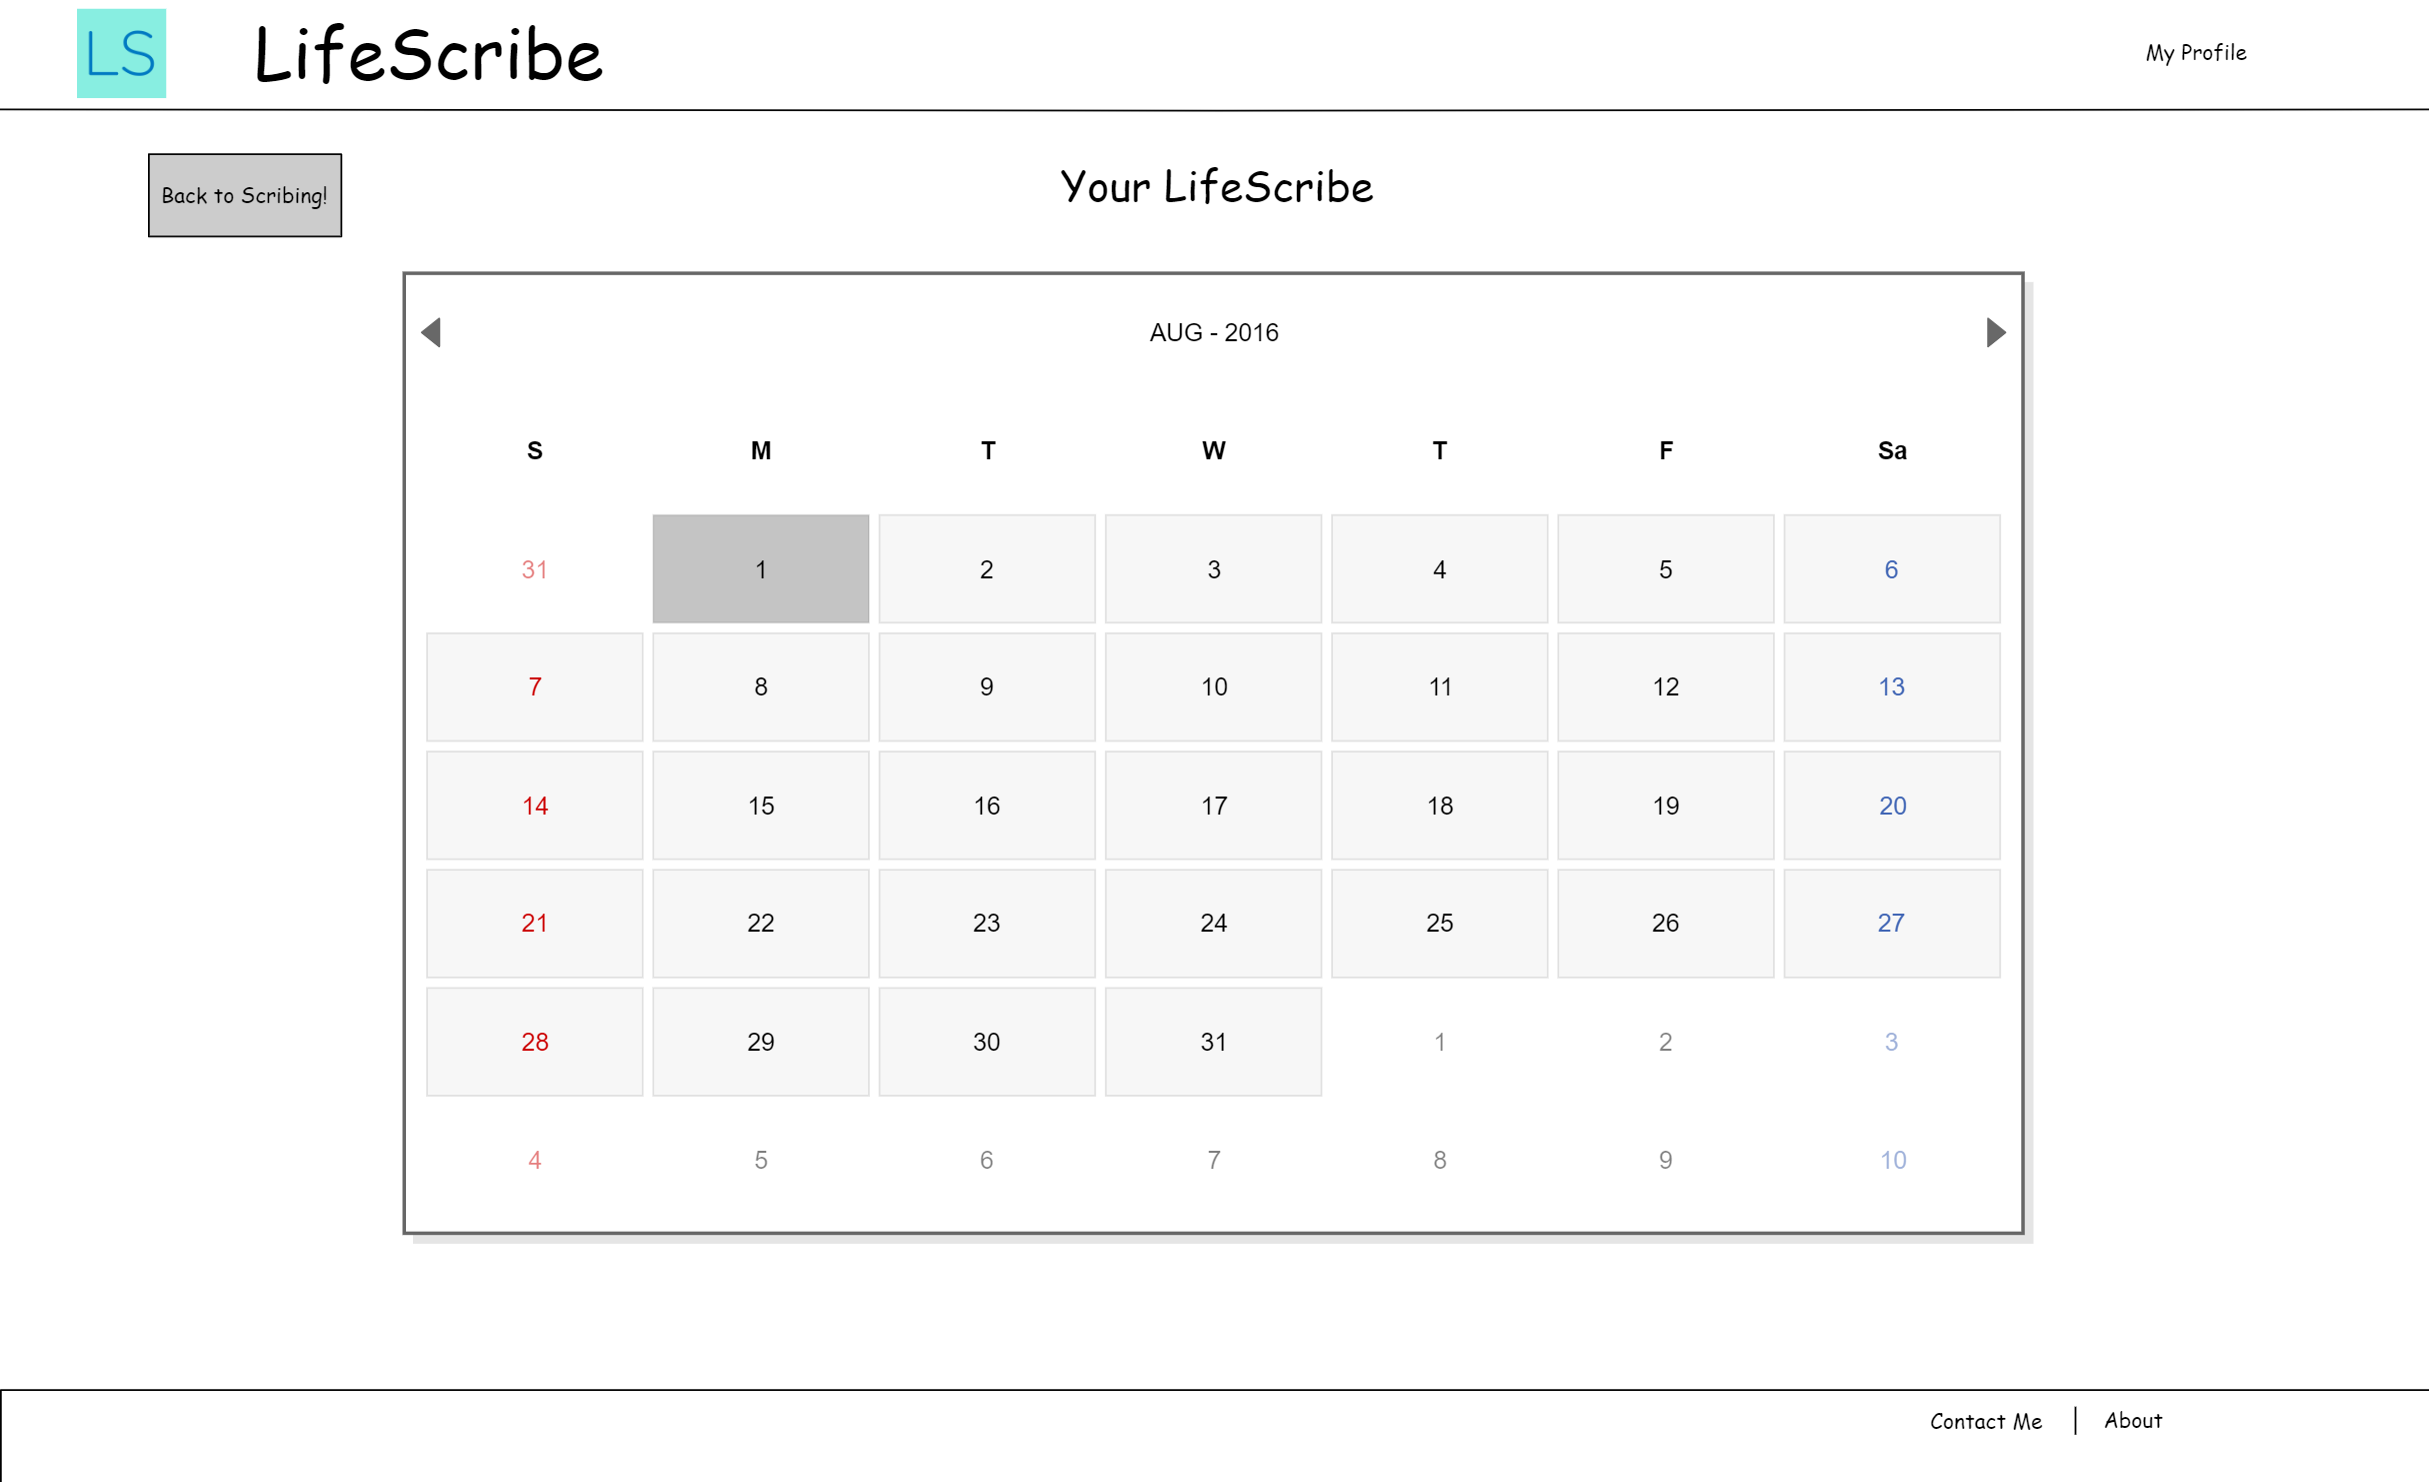 LS LifeScribe My Profile
Back to Scribing! Your LifeScribe
AUG - 2016
S M T W T F Sa
31 1 2 3 4 5 6
7 8 9 10 11 12 13
14 15 16 17 18 19 20
21 22 23 24 25 26 27
28 29 30 31 1 2 3
4 5 6 7 8 9 10
Contact Me | About